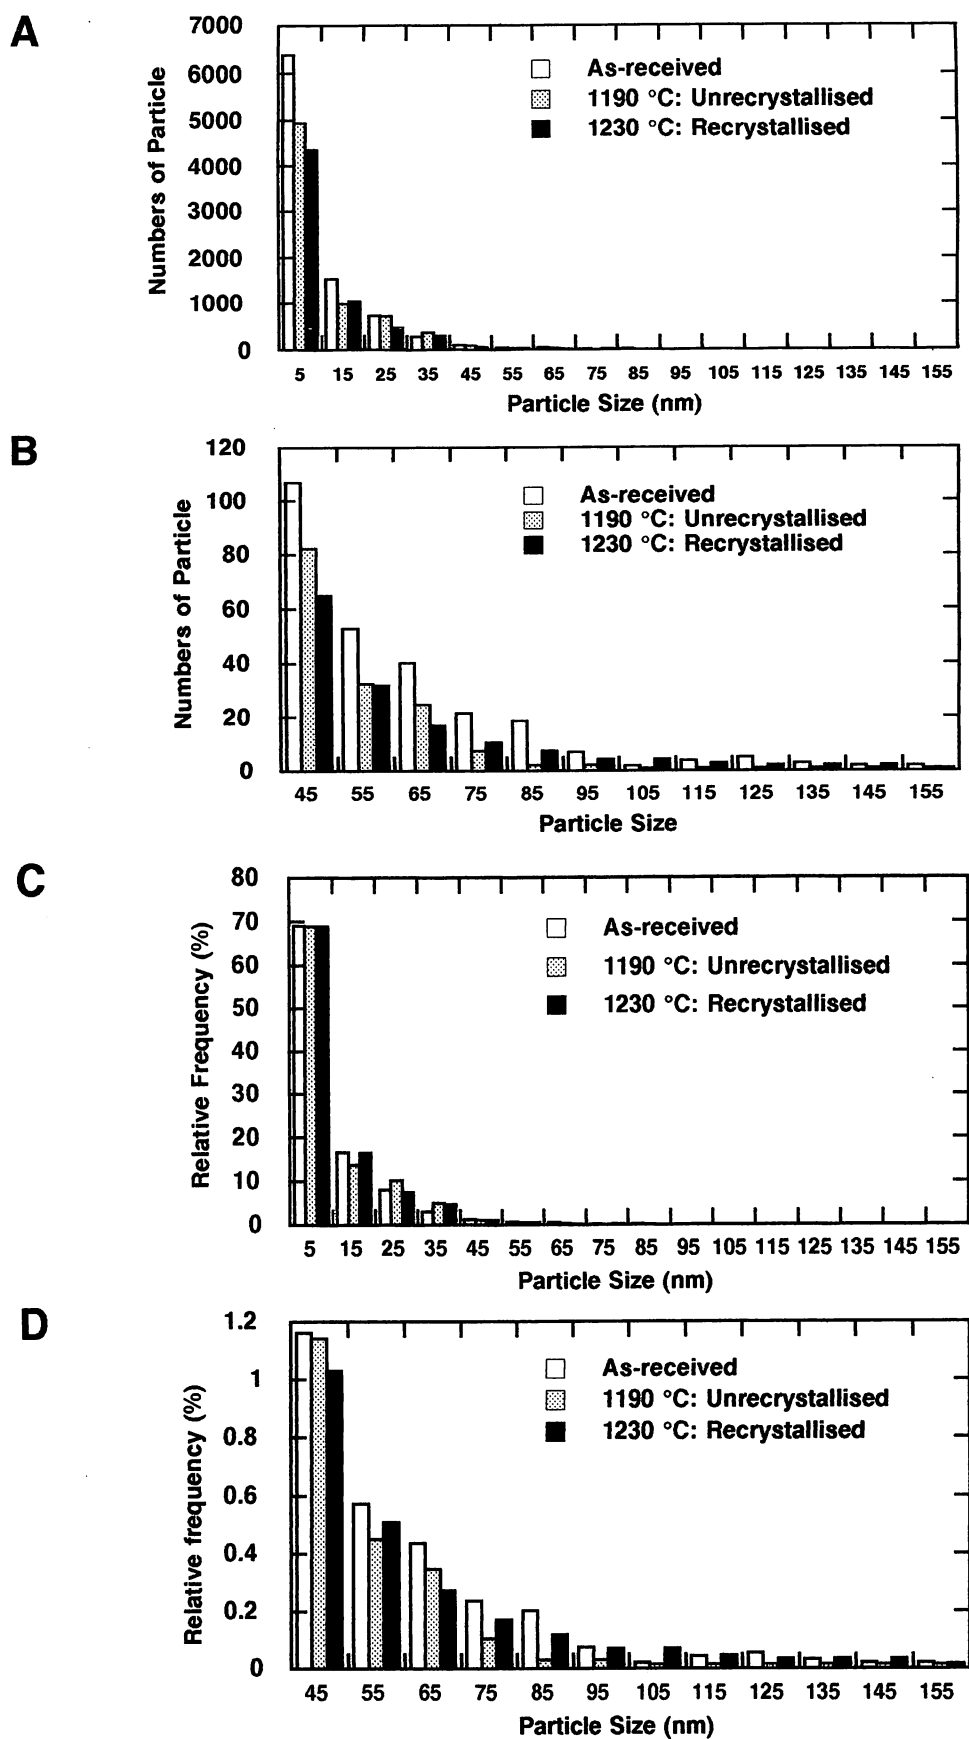 A
7000
6000
5000
4000
3000
2000
1000
0
Numbers of Particle
As-received
1190 °C: Unrecrystallised
1230 °C: Recrystallised
5 15 25 35 45 55 65 75 85 95 105 115 125 135 145 155
Particle Size (nm)
B
120
100
80
60
40
20
0
Numbers of Particle
As-received
1190 °C: Unrecrystallised
1230 °C: Recrystallised
45 55 65 75 85 95 105 115 125 135 145 155
Particle Size
C
80
70
60
50
40
30
20
10
0
Relative Frequency (%)
As-received
1190 °C: Unrecrystallised
1230 °C: Recrystallised
5 15 25 35 45 55 65 75 85 95 105 115 125 135 145 155
Particle Size (nm)
D
1.2
1
0.8
0.6
0.4
0.2
0
Relative frequency (%)
As-received
1190 °C: Unrecrystallised
1230 °C: Recrystallised
45 55 65 75 85 95 105 115 125 135 145 155
Particle Size (nm)